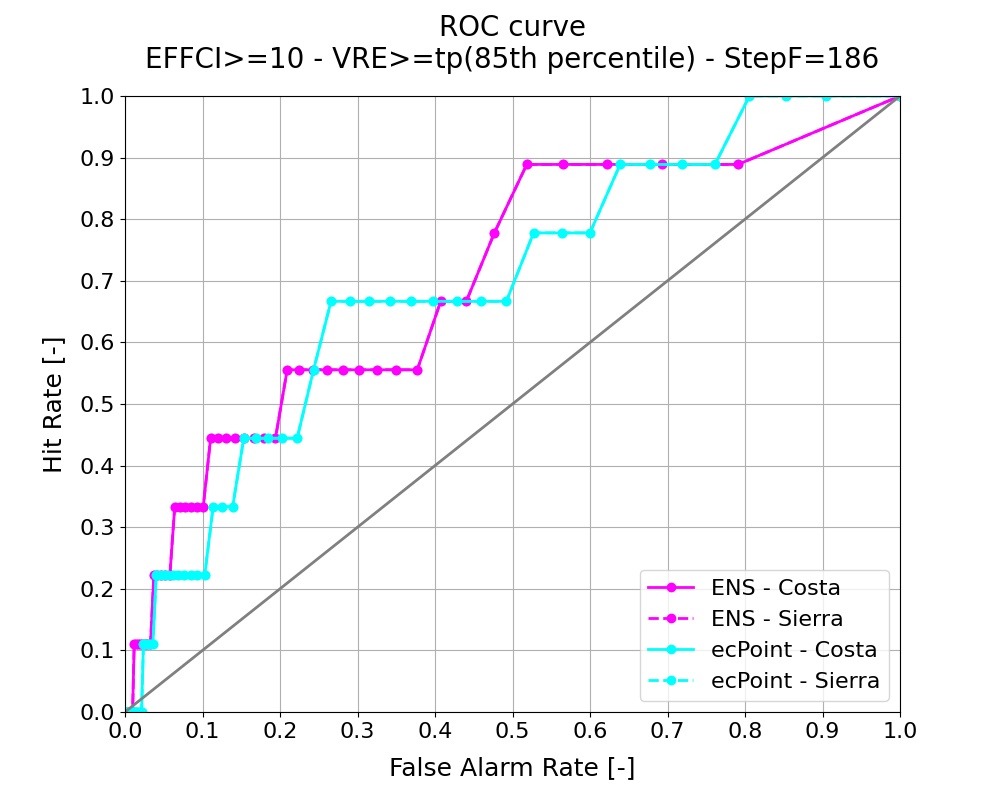 ROC curve
EFFCI>=10 - VRE>=tp(85th percentile) - StepF=186
1.0
0.9
0.8
0.7
0.6
0.5
0.4
0.3
0.2
0.1
0.0
Hit Rate [-]
ENS - Costa
ENS - Sierra
ecPoint - Costa
ecPoint - Sierra
0.0 0.1 0.2 0.3 0.4 0.5 0.6 0.7 0.8 0.9 1.0
False Alarm Rate [-]